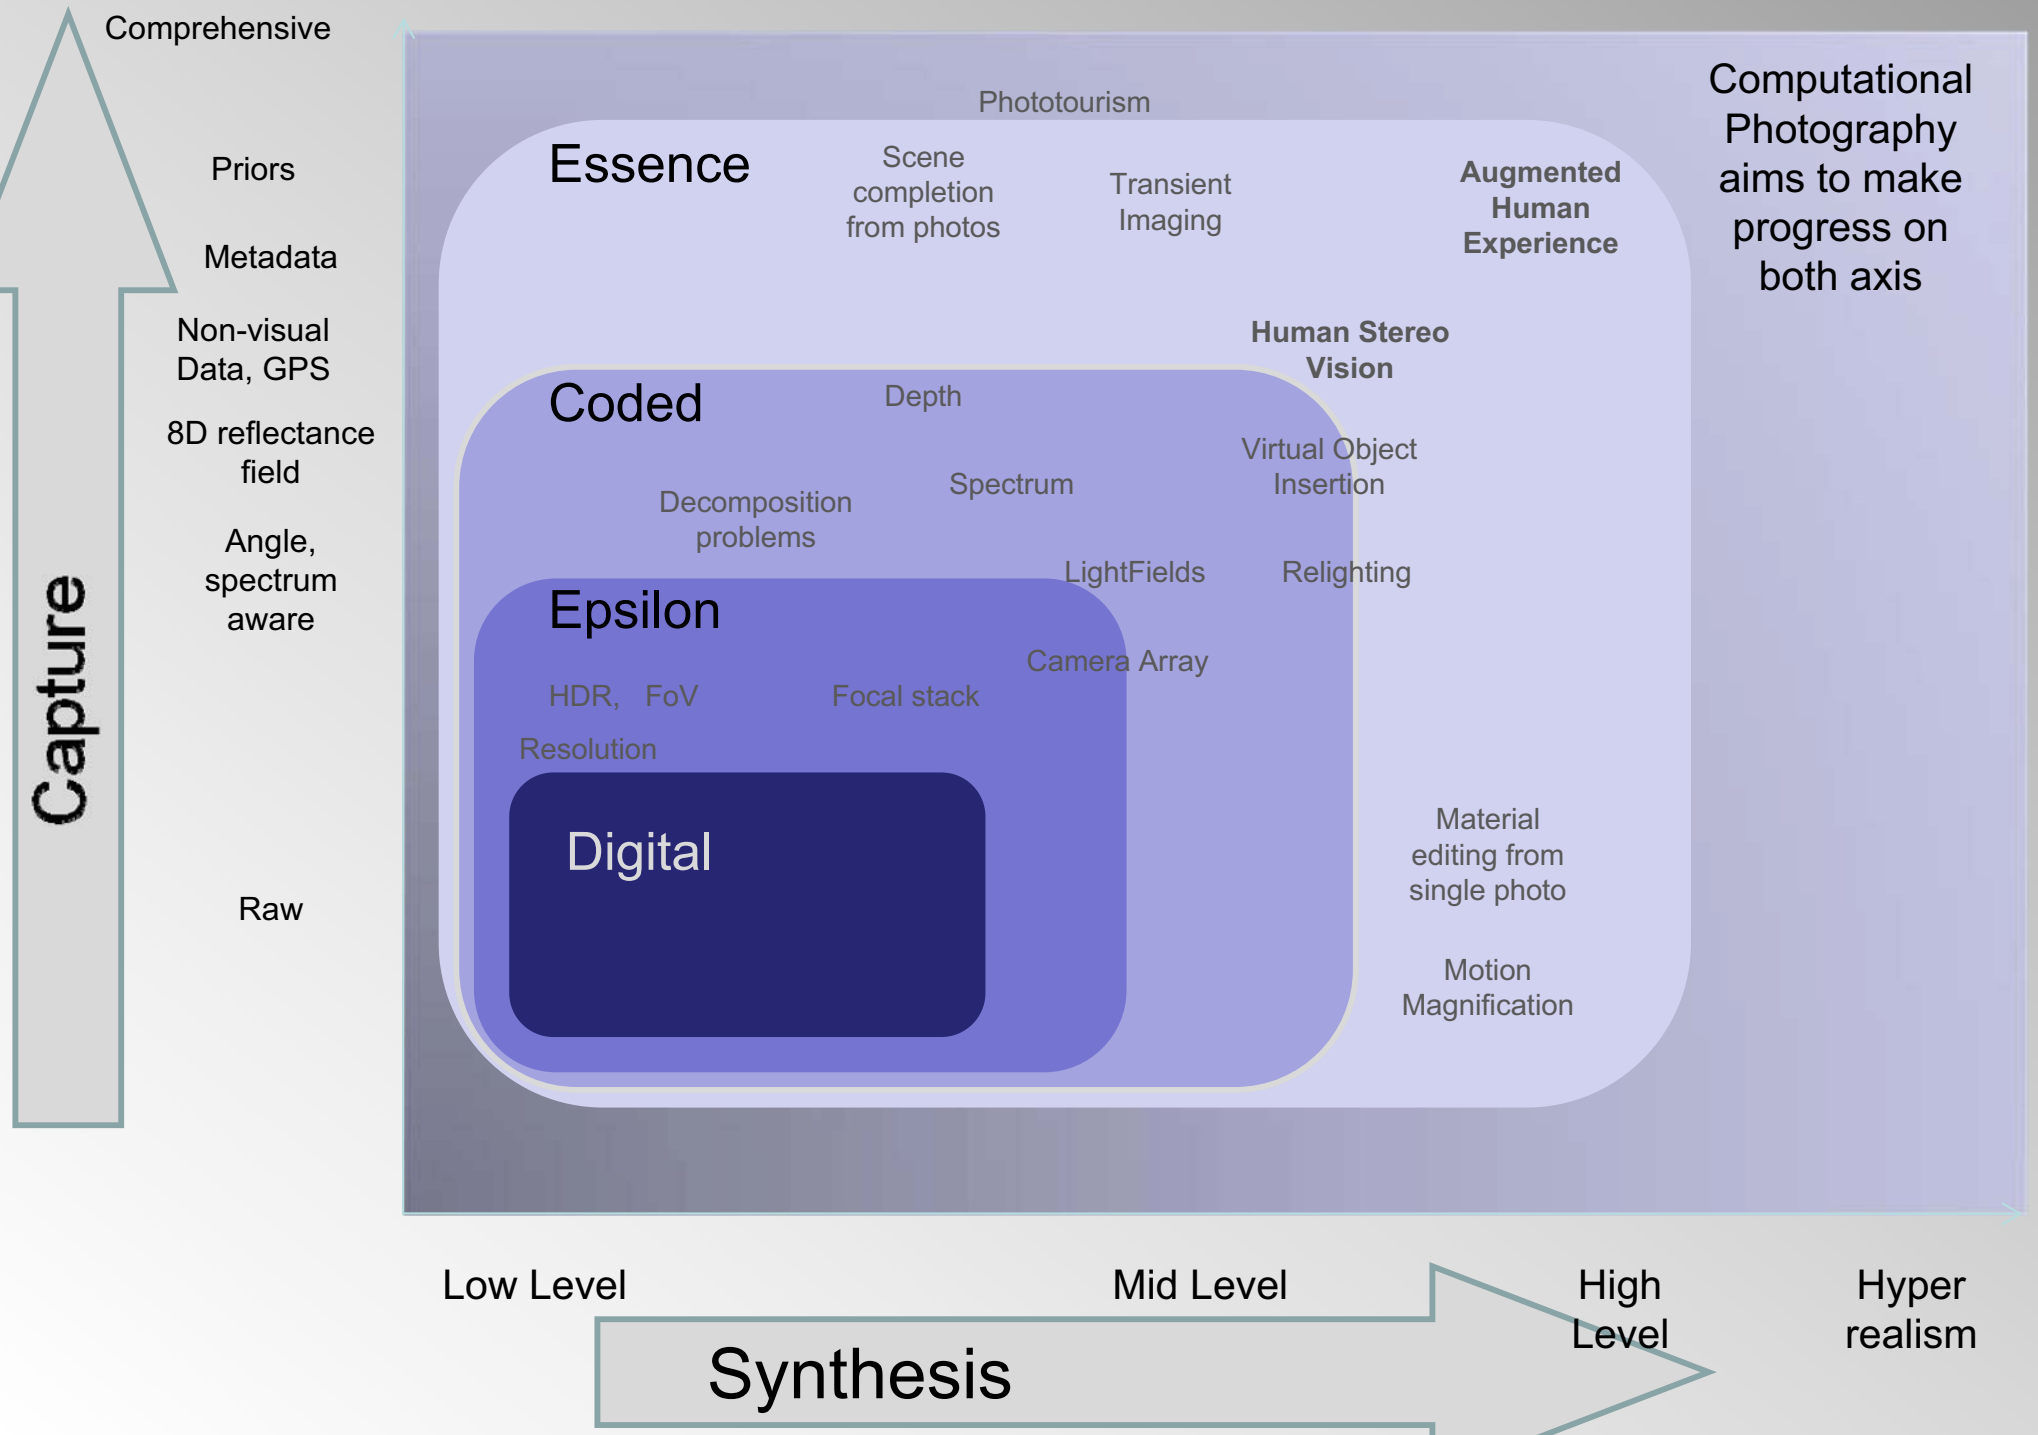 Comprehensive
Priors
Metadata
Non-visual
Data, GPS
8D reflectance
field
Angle,
spectrum
aware
Raw
Capture
Phototourism
Essence
Scene
completion
from photos
Transient
Imaging
Augmented
Human
Experience
Computational
Photography
aims to make
progress on
both axis
Human Stereo
Vision
Coded
Depth
Virtual Object
Insertion
Spectrum
Decomposition
problems
LightFields
Relighting
Epsilon
Camera Array
HDR, FoV
Focal stack
Resolution
Digital
Material
editing from
single photo
Motion
Magnification
Low Level
Mid Level
High
Level
Hyper
realism
Synthesis